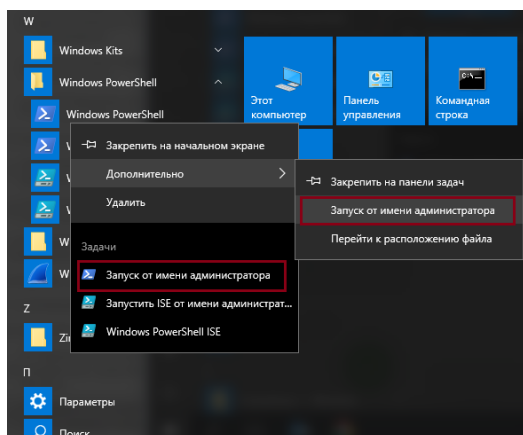 W
Windows Kits
Windows PowerShell
Windows PowerShell
Этот компьютер
Панель управления
Командная строка
C:\_
Закрепить на начальном экране
Дополнительно
Удалить
Задачи
Запуск от имени администратора
Запустить ISE от имени администрат...
Windows PowerShell ISE
Закрепить на панели задач
Запуск от имени администратора
Перейти к расположению файла
W
W
Z
Zi
П
Параметры
Поиск